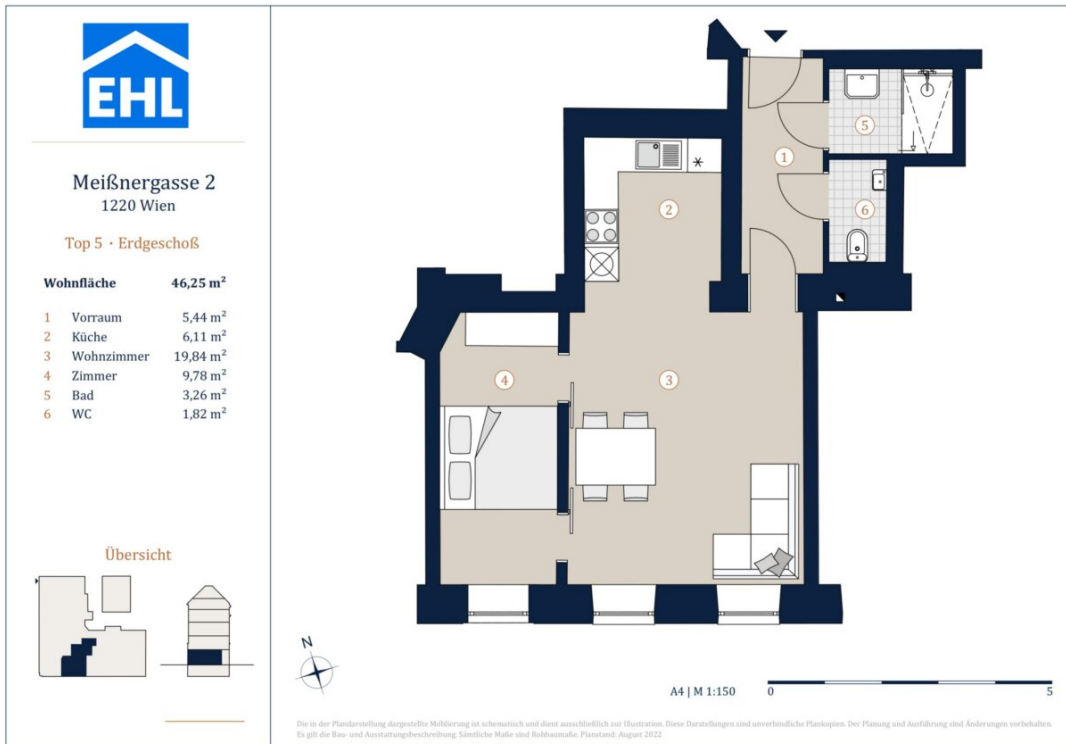 EHL
Meißnergasse 2
1220 Wien
Top 5 · Erdgeschoß
Wohnfläche 46,25 m²
1 Vorraum 5,44 m²
2 Küche 6,11 m²
3 Wohnzimmer 19,84 m²
4 Zimmer 9,78 m²
5 Bad 3,26 m²
6 WC 1,82 m²
Übersicht
5
1
2
6
4
3
N
A4 | M 1:150 0 5
Die in der Plandarstellung dargestellte Möblierung ist schematisch und dient ausschließlich zur Illustration. Diese Darstellungen sind unverbindliche Plankopien. Der Planung und Ausführung sind Änderungen vorbehalten.
Es gilt die Bau- und Ausstattungsbeschreibung. Sämtliche Maße sind Rohbaumaße. Planstand: August 2022